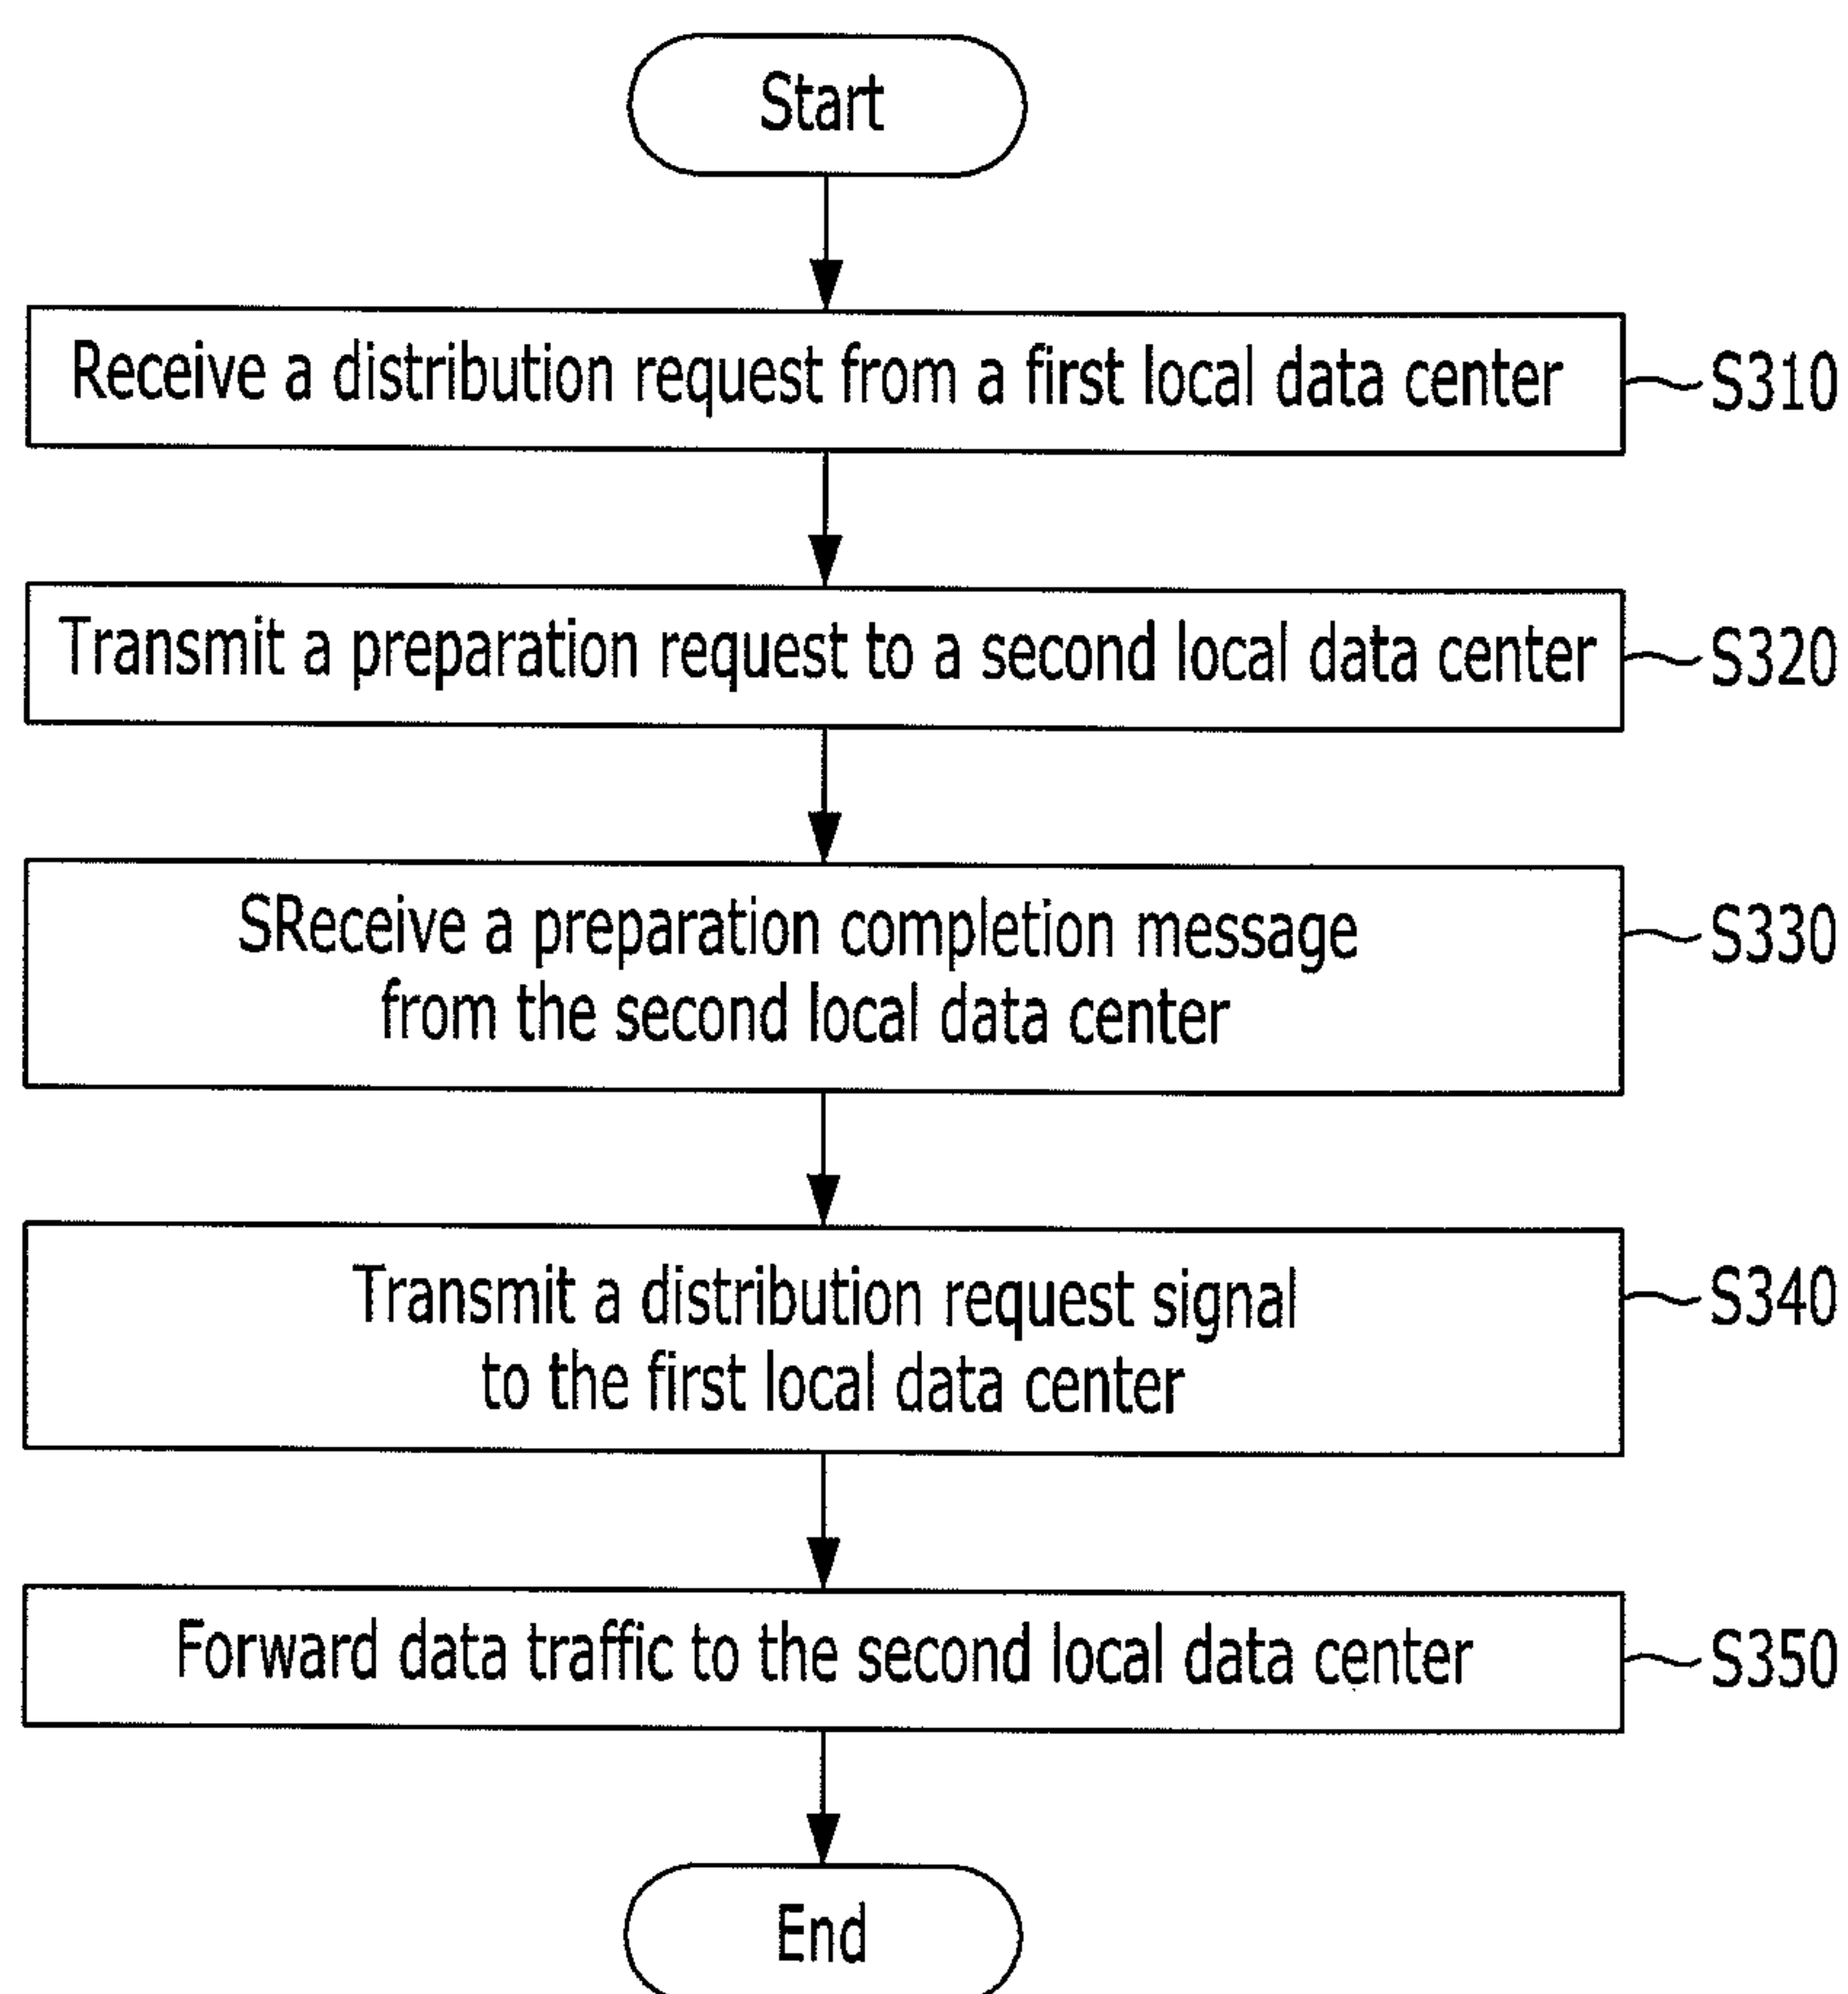 Start
Receive a distribution request from a first local data center
S310
Transmit a preparation request to a second local data center
S320
SReceive a preparation completion message
from the second local data center
S330
Transmit a distribution request signal
to the first local data center
S340
Forward data traffic to the second local data center
S350
End